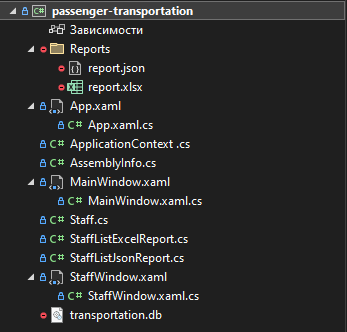 passenger-transportation
Зависимости
Reports
report.json
report.xlsx
App.xaml
App.xaml.cs
ApplicationContext .cs
AssemblyInfo.cs
MainWindow.xaml
MainWindow.xaml.cs
Staff.cs
StaffListExcelReport.cs
StaffListJsonReport.cs
StaffWindow.xaml
StaffWindow.xaml.cs
transportation.db